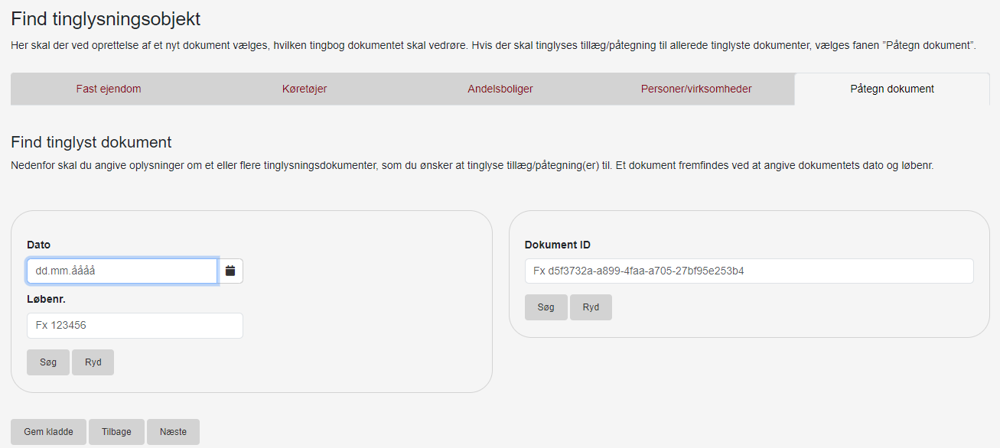 Find tinglysningsobjekt
Her skal der ved oprettelse af et nyt dokument vælges, hvilken tingbog dokumentet skal vedrøre. Hvis der skal tinglyses tillæg/påtegning til allerede tinglyste dokumenter, vælges fanen ”Påtegn dokument”.
Fast ejendom
Køretøjer
Andelsboliger
Personer/virksomheder
Påtegn dokument
Find tinglyst dokument
Nedenfor skal du angive oplysninger om et eller flere tinglysningsdokumenter, som du ønsker at tinglyse tillæg/påtegning(er) til. Et dokument fremfindes ved at angive dokumentets dato og løbenr.
Dato
dd.mm.åååå
Løbenr.
Fx 123456
Søg
Ryd
Dokument ID
Fx d5f3732a-a899-4faa-a705-27bf95e253b4
Søg
Ryd
Gem kladde
Tilbage
Næste